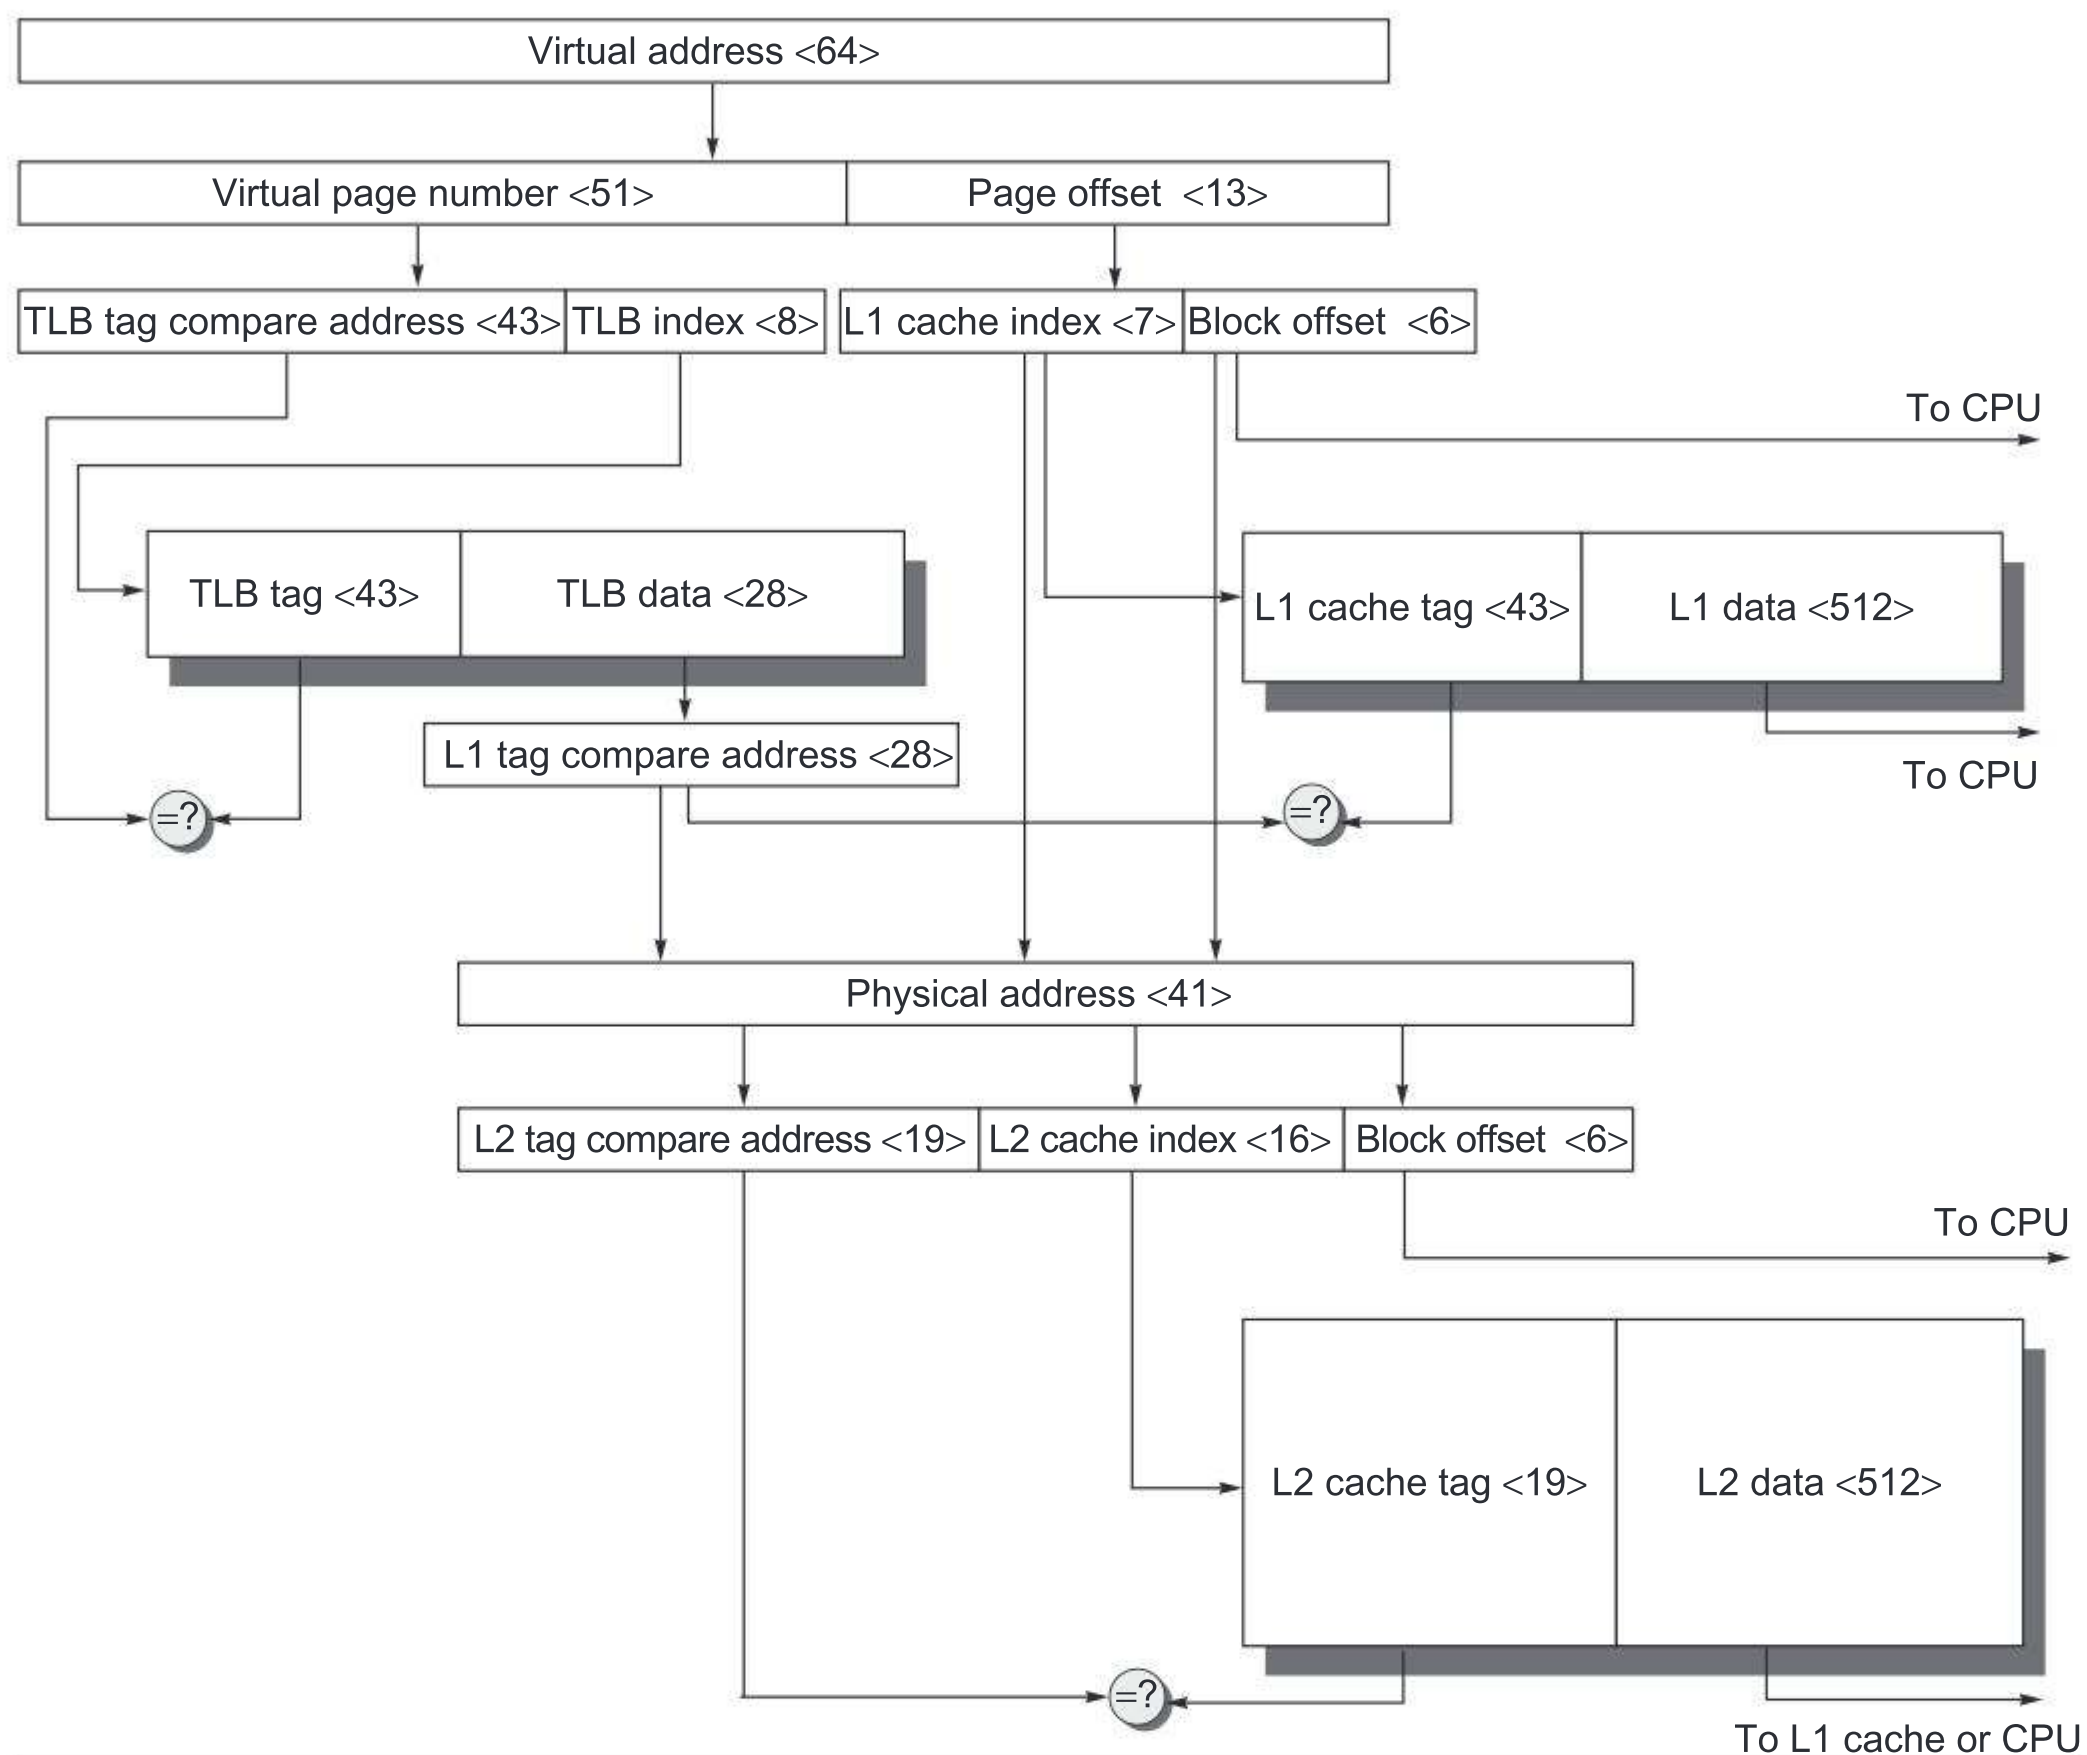 Virtual address <64>
Virtual page number <51>
Page offset <13>
TLB tag compare address <43>
TLB index <8>
L1 cache index <7>
Block offset <6>
To CPU
TLB tag <43>
TLB data <28>
L1 cache tag <43>
L1 data <512>
L1 tag compare address <28>
To CPU
=?
=?
Physical address <41>
L2 tag compare address <19>
L2 cache index <16>
Block offset <6>
To CPU
L2 cache tag <19>
L2 data <512>
=?
To L1 cache or CPU